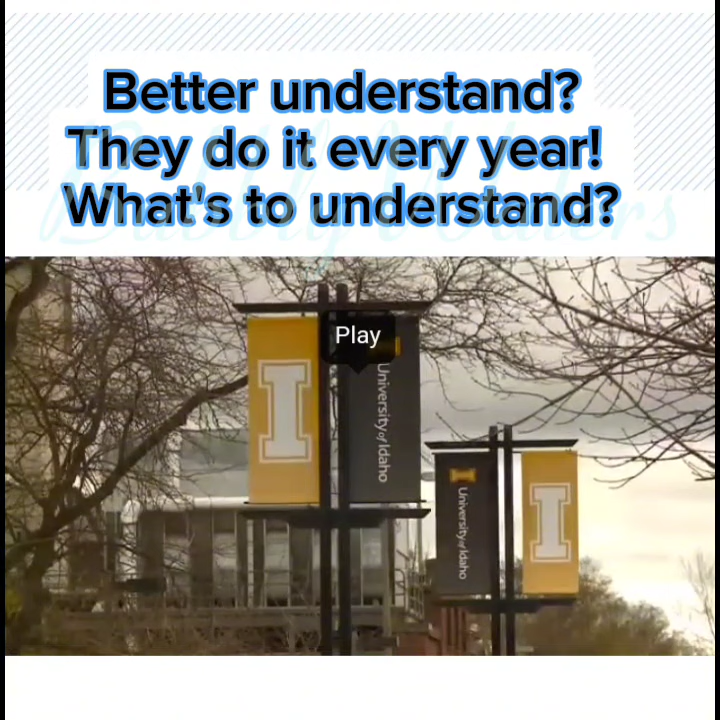 Better understand?
They do it every year!
What's to understand?
Play
I
University of Idaho
I
University of Idaho
I